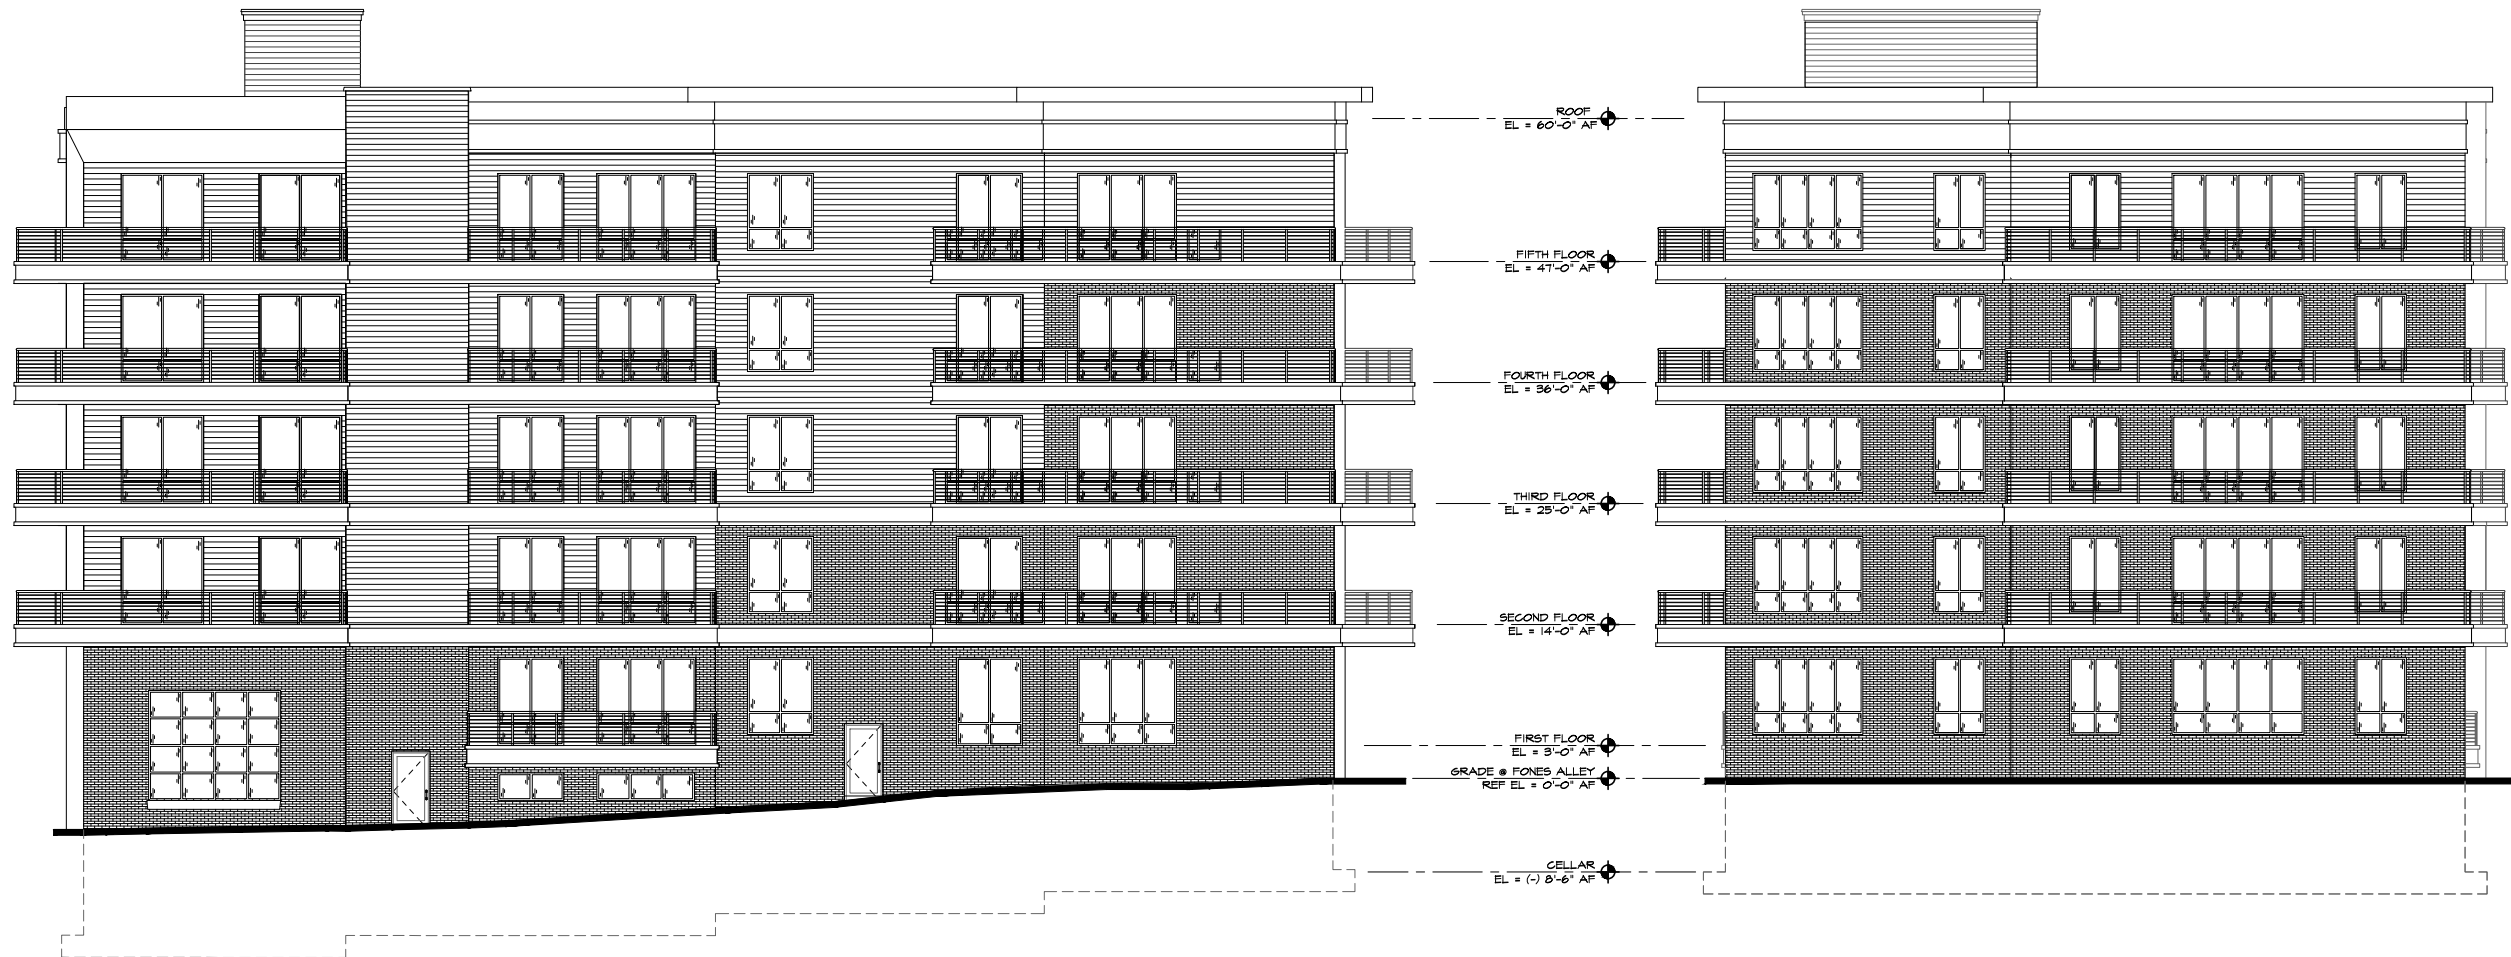 ROOF
EL = 60'-0" AF
FIFTH FLOOR
EL = 47'-0" AF
FOURTH FLOOR
EL = 36'-0" AF
THIRD FLOOR
EL = 25'-0" AF
SECOND FLOOR
EL = 14'-0" AF
FIRST FLOOR
EL = 3'-0" AF
GRADE @ FONES ALLEY
REF EL = 0'-0" AF
CELLAR
EL = (-) 8'-6" AF